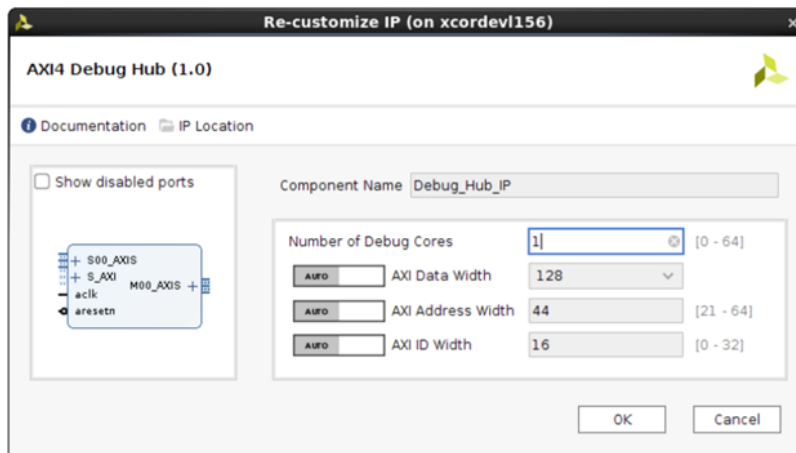 Re-customize IP (on xcordevl156)
AXI4 Debug Hub (1.0)
Documentation IP Location
Show disabled ports
S00_AXIS
S_AXI
M00_AXIS
aclk
aresetn
Component Name Debug_Hub_IP
Number of Debug Cores 1 [0 - 64]
AUTO AXI Data Width 128
AUTO AXI Address Width 44 [21 - 64]
AUTO AXI ID Width 16 [0 - 32]
OK Cancel